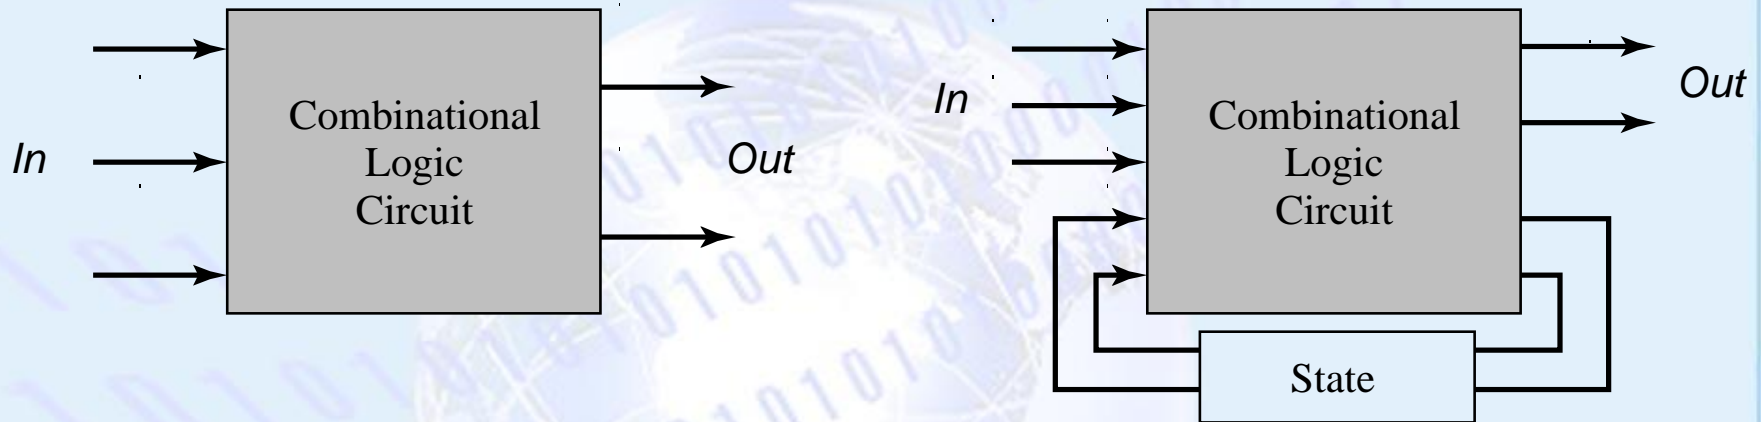 In
Combinational
Logic
Circuit
Out
In
Combinational
Logic
Circuit
Out
State